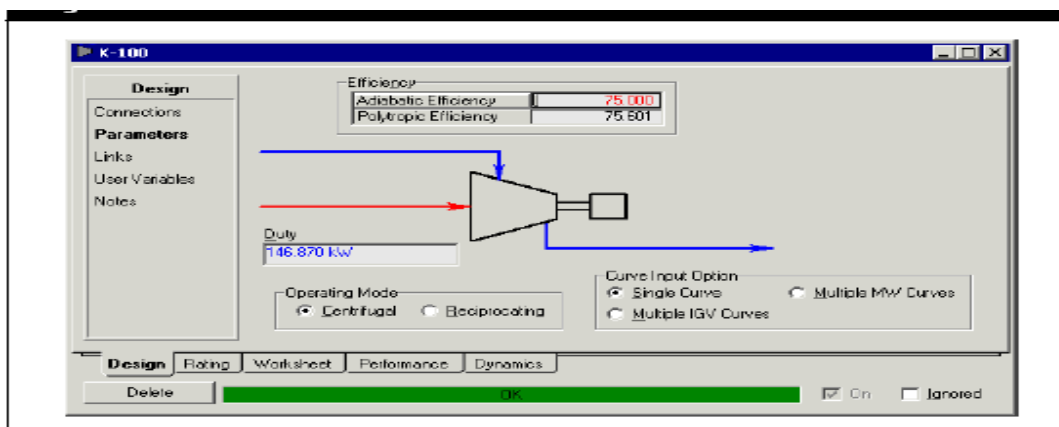 K-100
Design
Connections
Parameters
Links
User Variables
Notes
Efficiency
Adiabatic Efficiency 75.000
Polytropic Efficiency 75.601
Duty
146.870 kW
Operating Mode
Centrifugal Reciprocating
Curve Input Option
Single Curve Multiple MW Curves
Multiple IGV Curves
Design Rating Worksheet Performance Dynamics
Delete OK On Ignored